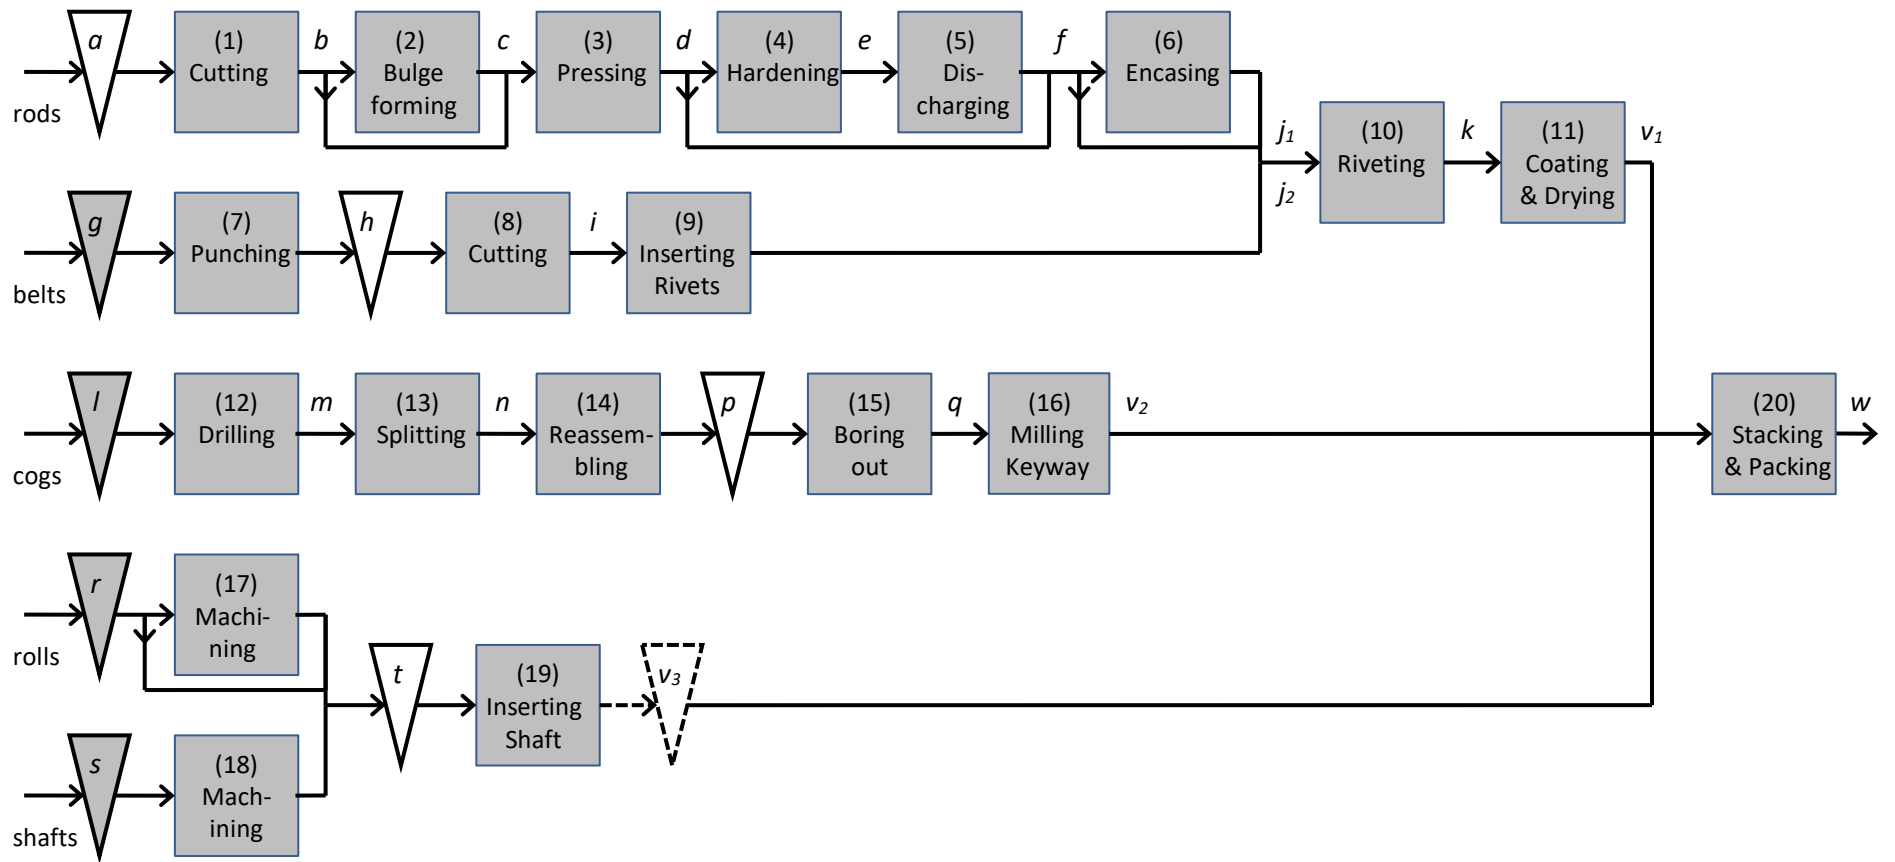 a
(1)
Cutting
b
(2)
Bulge
forming
c
(3)
Pressing
d
(4)
Hardening
e
(5)
Dis-
charging
f
(6)
Encasing
rods
j1
j2
(10)
Riveting
k
(11)
Coating
& Drying
v1
g
(7)
Punching
h
(8)
Cutting
i
(9)
Inserting
Rivets
belts
l
(12)
Drilling
m
(13)
Splitting
n
(14)
Reassem-
bling
p
(15)
Boring
out
q
(16)
Milling
Keyway
v2
(20)
Stacking
& Packing
w
cogs
r
(17)
Machi-
ning
rolls
t
(19)
Inserting
Shaft
v3
s
(18)
Mach-
ining
shafts